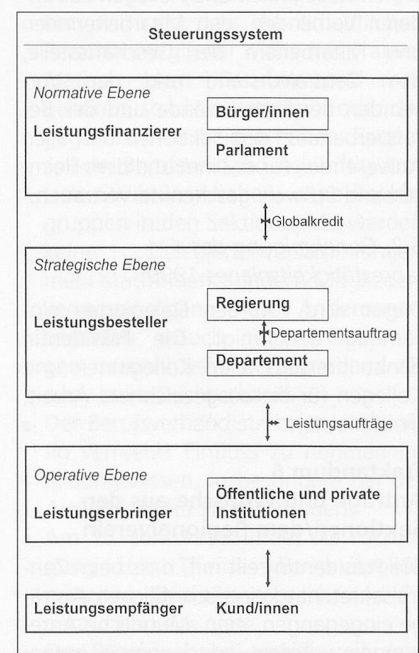 Steuerungssystem
Normative Ebene
Leistungsfinanzierer
Bürger/innen
Parlament
Globalkredit
Strategische Ebene
Leistungsbesteller
Regierung
Departementsauftrag
Departement
Leistungsaufträge
Operative Ebene
Leistungserbringer
Öffentliche und private
Institutionen
Leistungsempfänger
Kund/innen